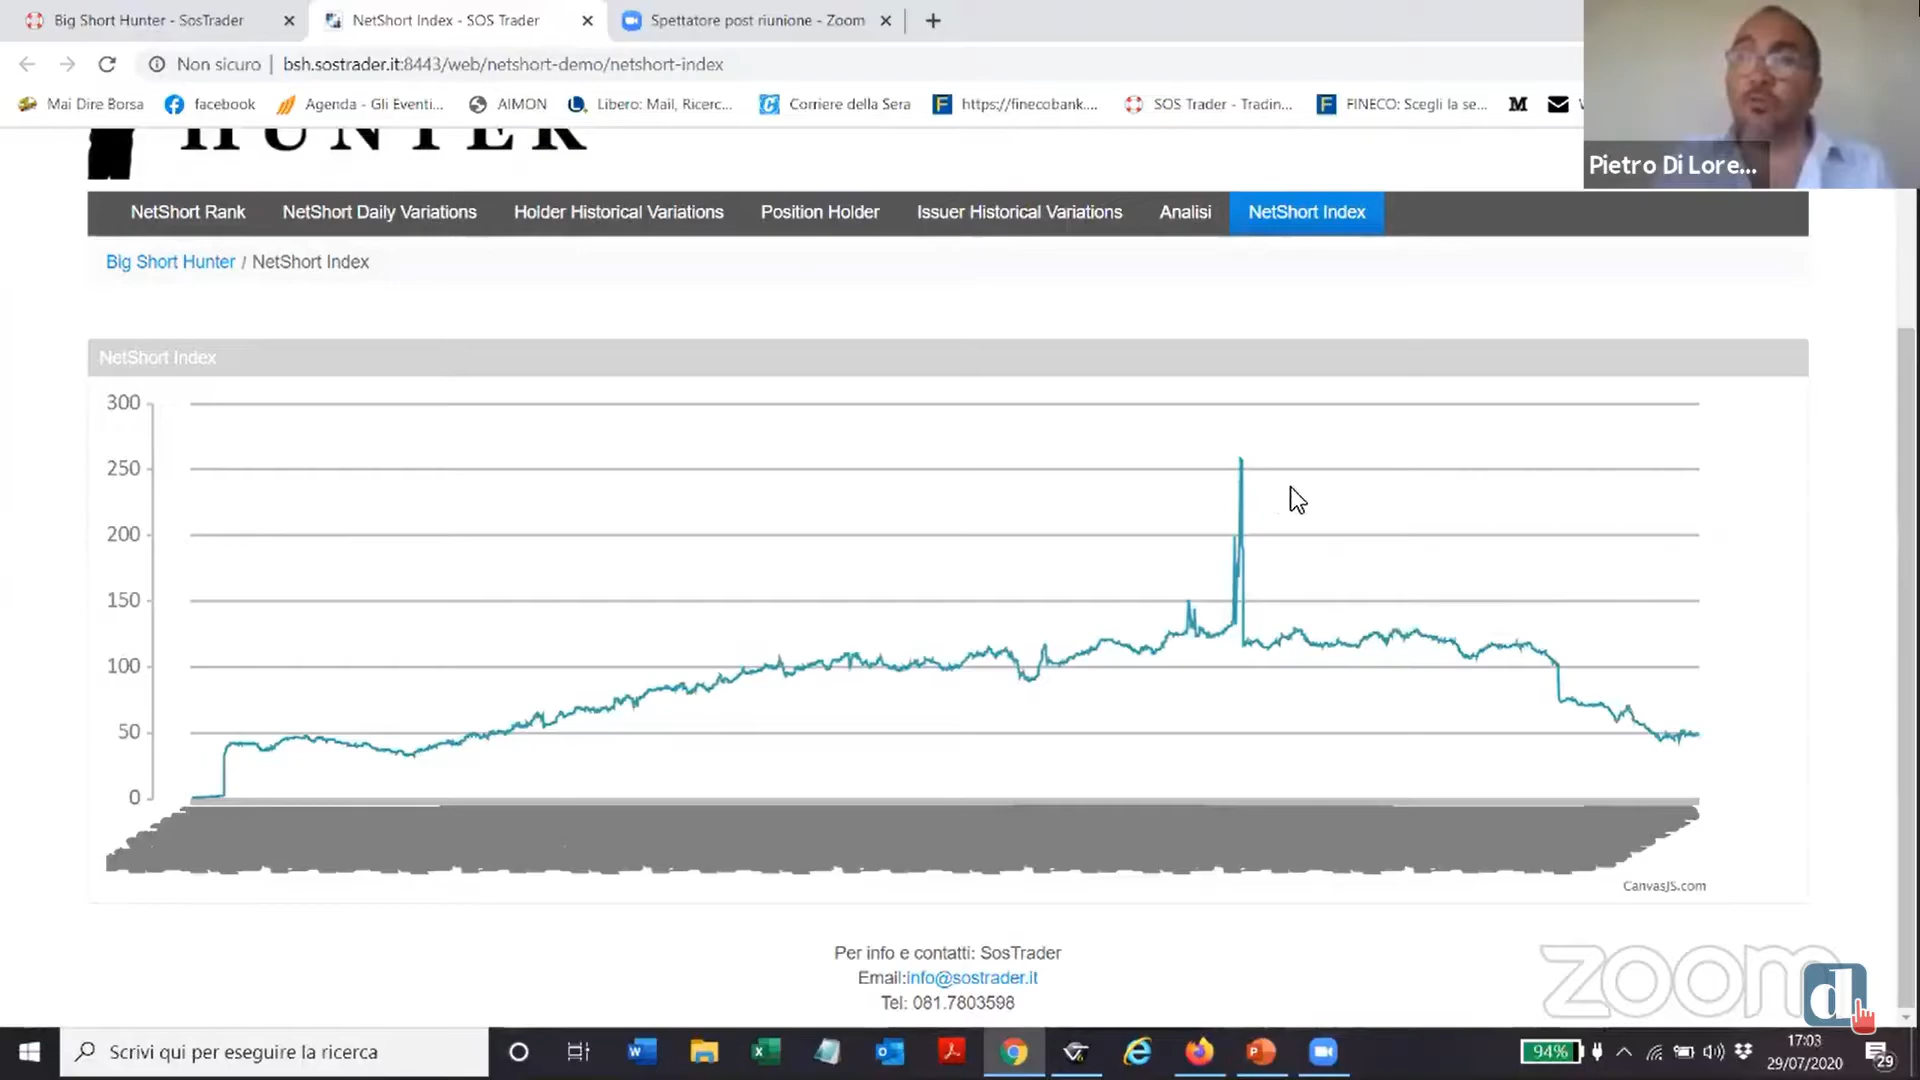 Big Short Hunter - SosTrader
NetShort Index - SOS Trader
Spettatore post riunione - Zoom
Non sicuro
bsh.sostrader.it:8443/web/netshort-demo/netshort-index
Mai Dire Borsa
facebook
Agenda - Gli Eventi...
AIMON
Libero: Mail, Ricerc...
Corriere della Sera
https://finecobank....
SOS Trader - Tradin...
FINECO: Scegli la se...
M
HUNTER
Pietro Di Lore...
NetShort Rank
NetShort Daily Variations
Holder Historical Variations
Position Holder
Issuer Historical Variations
Analisi
NetShort Index
Big Short Hunter / NetShort Index
NetShort Index
300
250
200
150
100
50
0
CanvasJS.com
Per info e contatti: SosTrader
Email:info@sostrader.it
Tel: 081.7803598
zoom
d
Scrivi qui per eseguire la ricerca
94%
17:03
29/07/2020
29